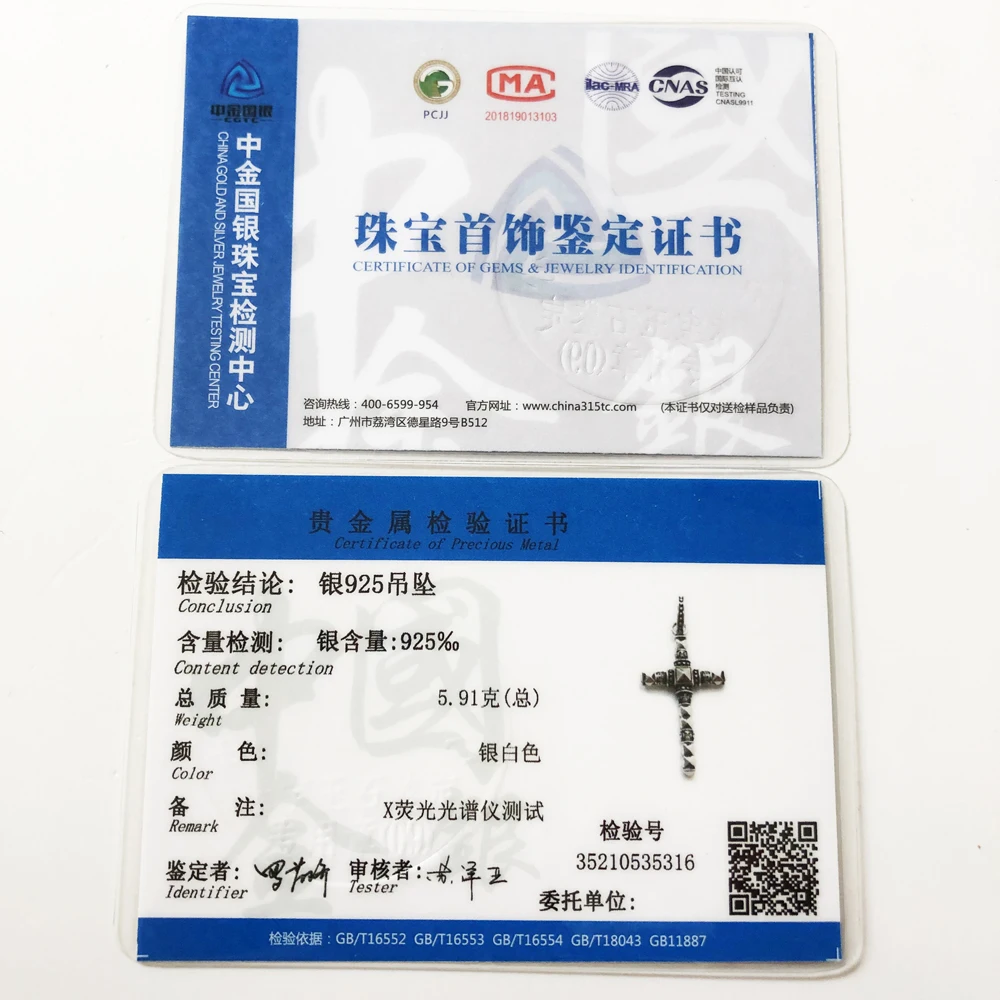 中金国银
CGTC
中金国银珠宝检测中心
CHINA GOLD AND SILVER JEWELRY TESTING CENTER
PCJJ
MA
201819013103
ilac-MRA
CNAS
中国认可
国际互认
检测
TESTING
CNASL9911
珠宝首饰鉴定证书
CERTIFICATE OF GEMS & JEWELRY IDENTIFICATION
咨询热线：400-6599-954 官方网址：www.china315tc.com (本证书仅对送检样品负责)
地址：广州市荔湾区德星路9号B512
贵金属检验证书
Certificate of Precious Metal
检验结论: 银925吊坠
Conclusion
含量检测: 银含量:925‰
Content detection
总质量: 5.91克(总)
Weight
颜色: 银白色
Color
备注: X荧光光谱仪测试
Remark
检验号
35210535316
鉴定者: 审核者:
Identifier Tester
委托单位:
检验依据：GB/T16552 GB/T16553 GB/T16554 GB/T18043 GB11887